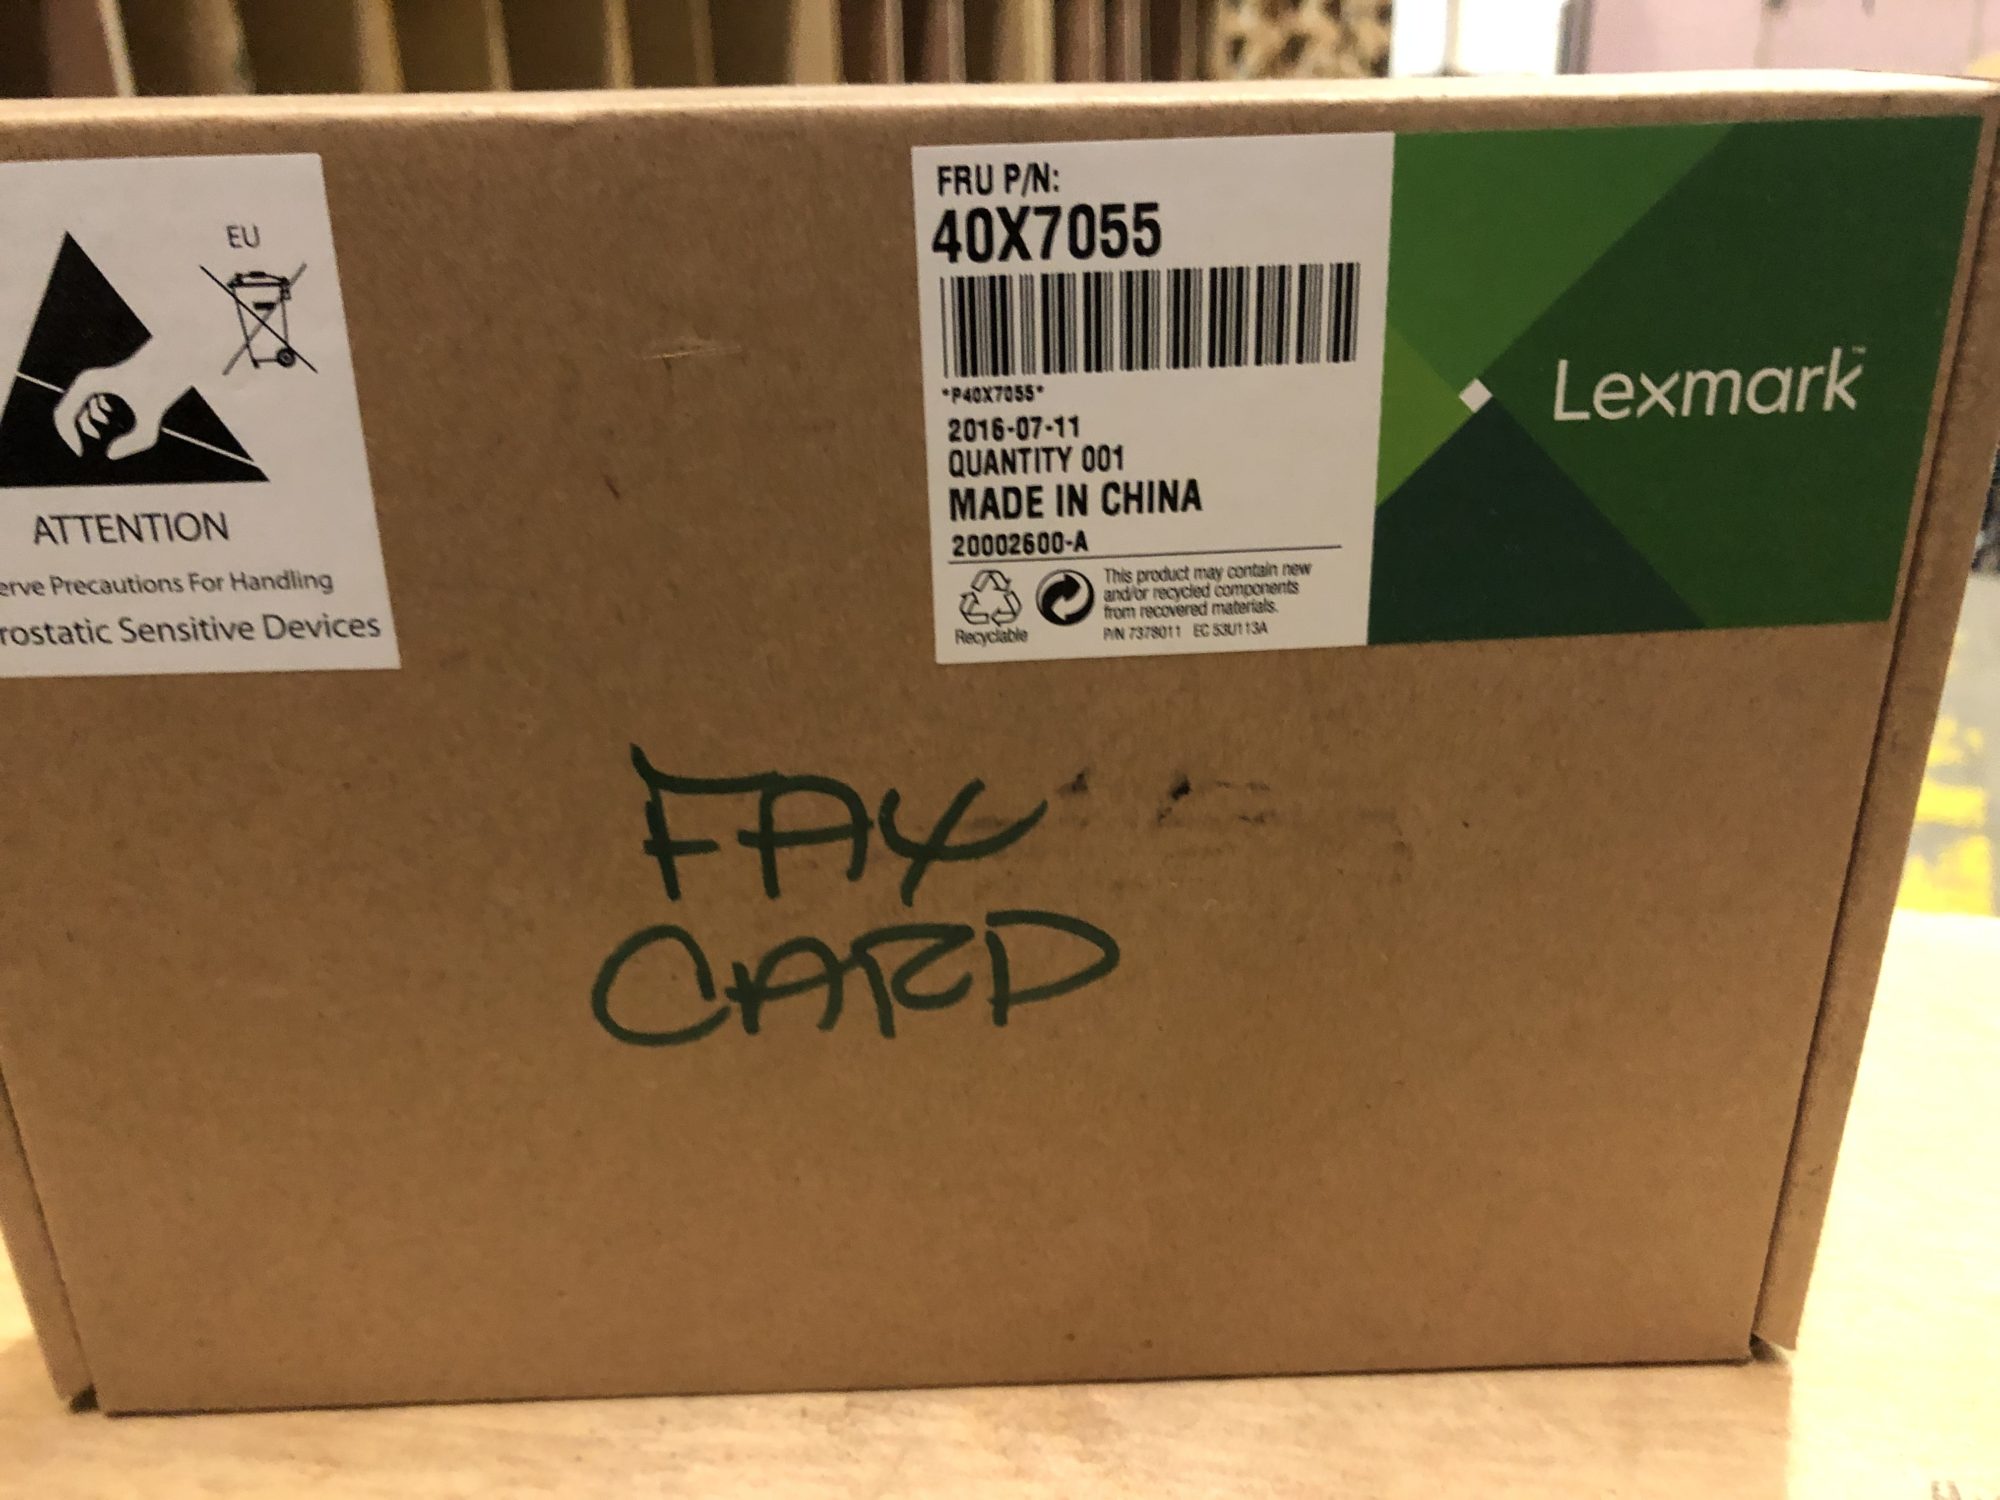 EU
ATTENTION
erve Precautions For Handling
rostatic Sensitive Devices
FRU P/N:
40X7055
*P40X7055*
2016-07-11
QUANTITY 001
MADE IN CHINA
20002600-A
Recyclable
This product may contain new
and/or recycled components
from recovered materials.
P/N 7378011 EC 53U113A
Lexmark™
FAX
CARD